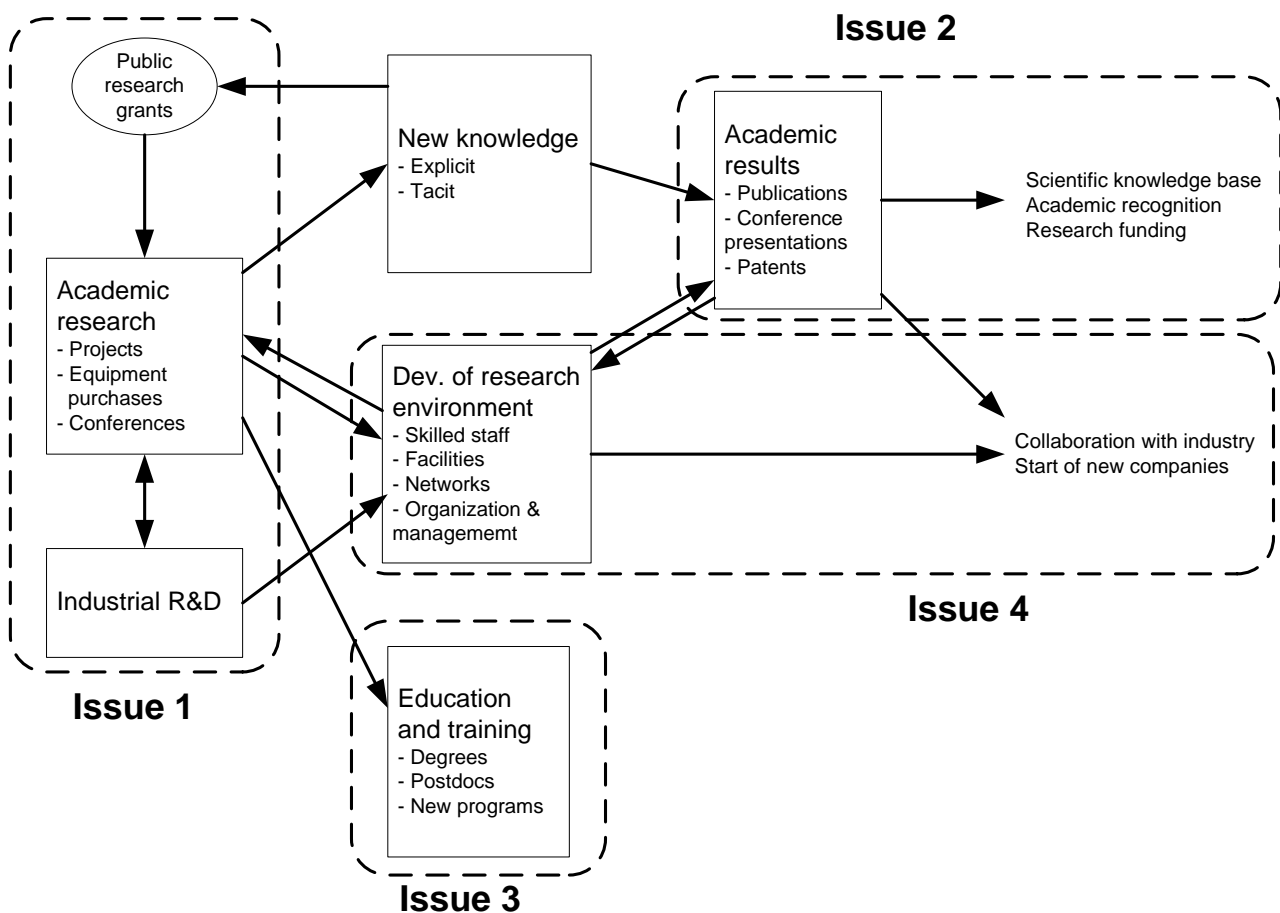 Issue 2
Public
research
grants
New knowledge
- Explicit
- Tacit
Academic
results
- Publications
- Conference
presentations
- Patents
Scientific knowledge base
Academic recognition
Research funding
Academic
research
- Projects
- Equipment
purchases
- Conferences
Dev. of research
environment
- Skilled staff
- Facilities
- Networks
- Organization &
managememt
Collaboration with industry
Start of new companies
Industrial R&D
Issue 4
Issue 1
Education
and training
- Degrees
- Postdocs
- New programs
Issue 3